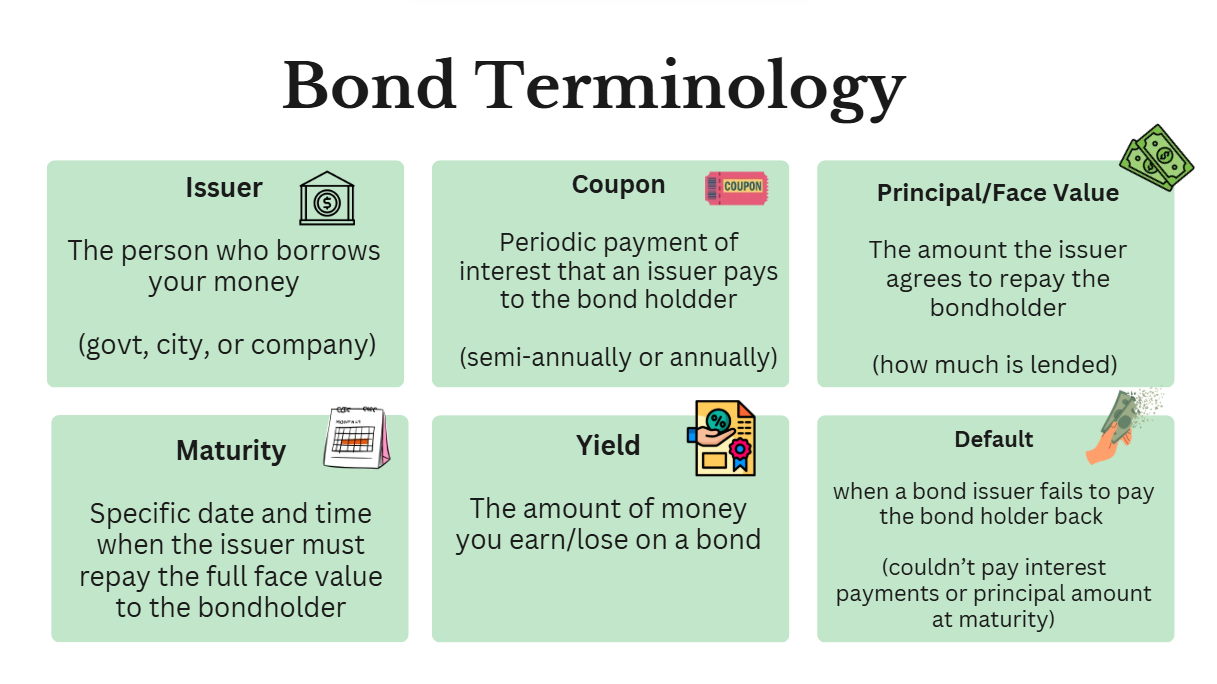 Bond Terminology
Issuer
The person who borrows
your money
(govt, city, or company)
Coupon
COUPON
Periodic payment of
interest that an issuer pays
to the bond holdder
(semi-annually or annually)
Principal/Face Value
The amount the issuer
agrees to repay the
bondholder
(how much is lended)
Maturity
Specific date and time
when the issuer must
repay the full face value
to the bondholder
Yield
%
The amount of money
you earn/lose on a bond
Default
when a bond issuer fails to pay
the bond holder back
(couldn’t pay interest
payments or principal amount
at maturity)